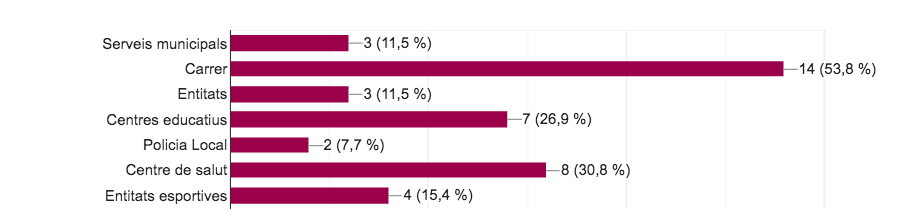 Serveis municipals 3 (11,5 %)
Carrer 14 (53,8 %)
Entitats 3 (11,5 %)
Centres educatius 7 (26,9 %)
Policia Local 2 (7,7 %)
Centre de salut 8 (30,8 %)
Entitats esportives 4 (15,4 %)